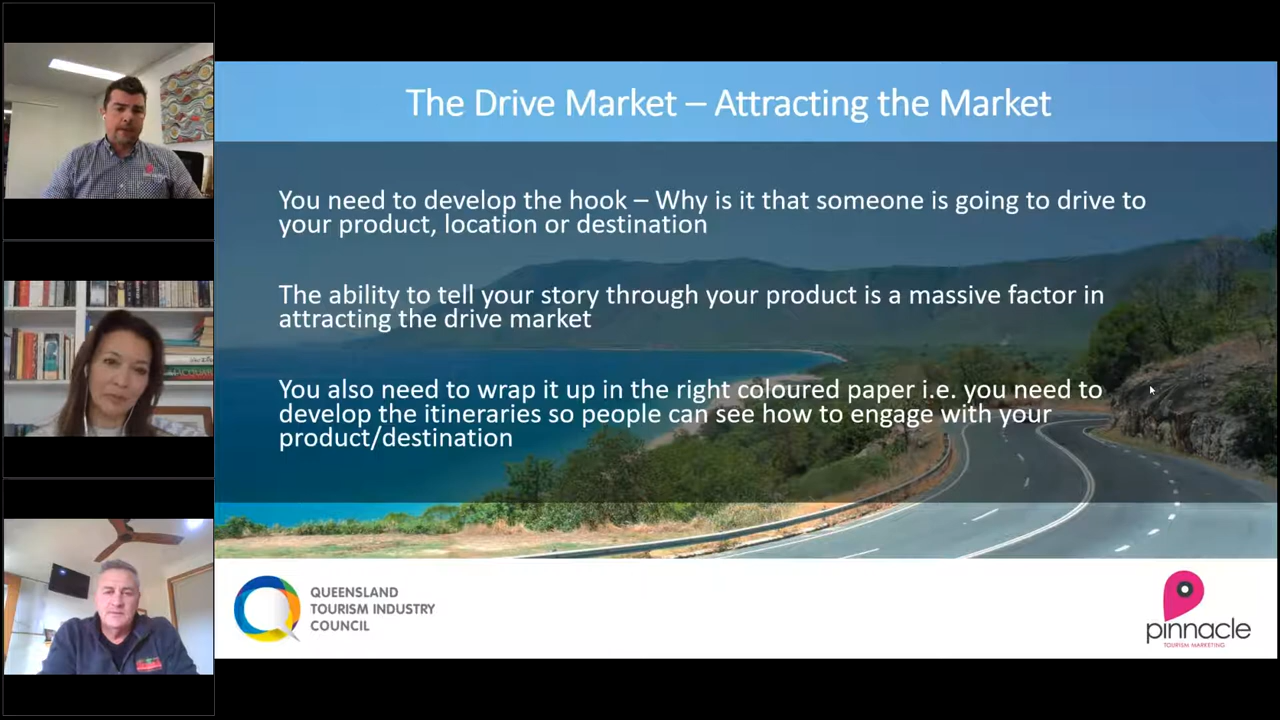 The Drive Market – Attracting the Market
You need to develop the hook – Why is it that someone is going to drive to
your product, location or destination
The ability to tell your story through your product is a massive factor in
attracting the drive market
You also need to wrap it up in the right coloured paper i.e. you need to
develop the itineraries so people can see how to engage with your
product/destination
QUEENSLAND
TOURISM INDUSTRY
COUNCIL
pinnacle
TOURISM MARKETING